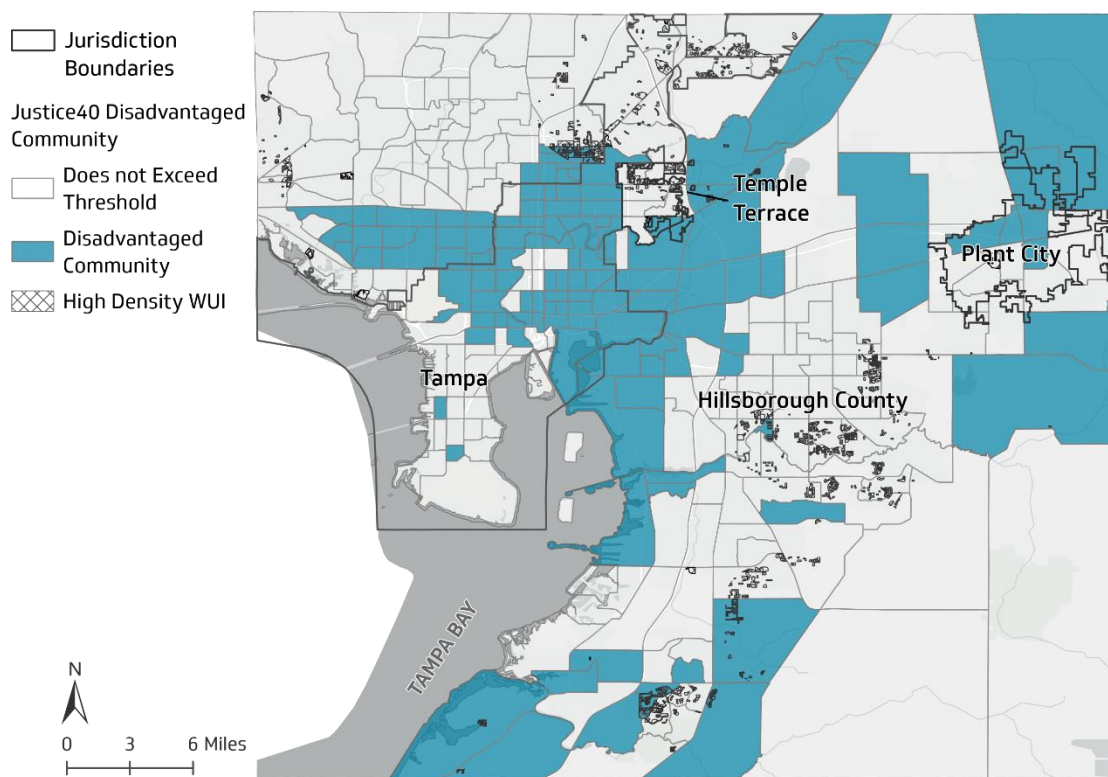 Jurisdiction
Boundaries
Justice40 Disadvantaged
Community
Does not Exceed
Threshold
Disadvantaged
Community
High Density WUI
Temple
Terrace
Plant City
Tampa
Hillsborough County
TAMPA BAY
N
0 3 6 Miles